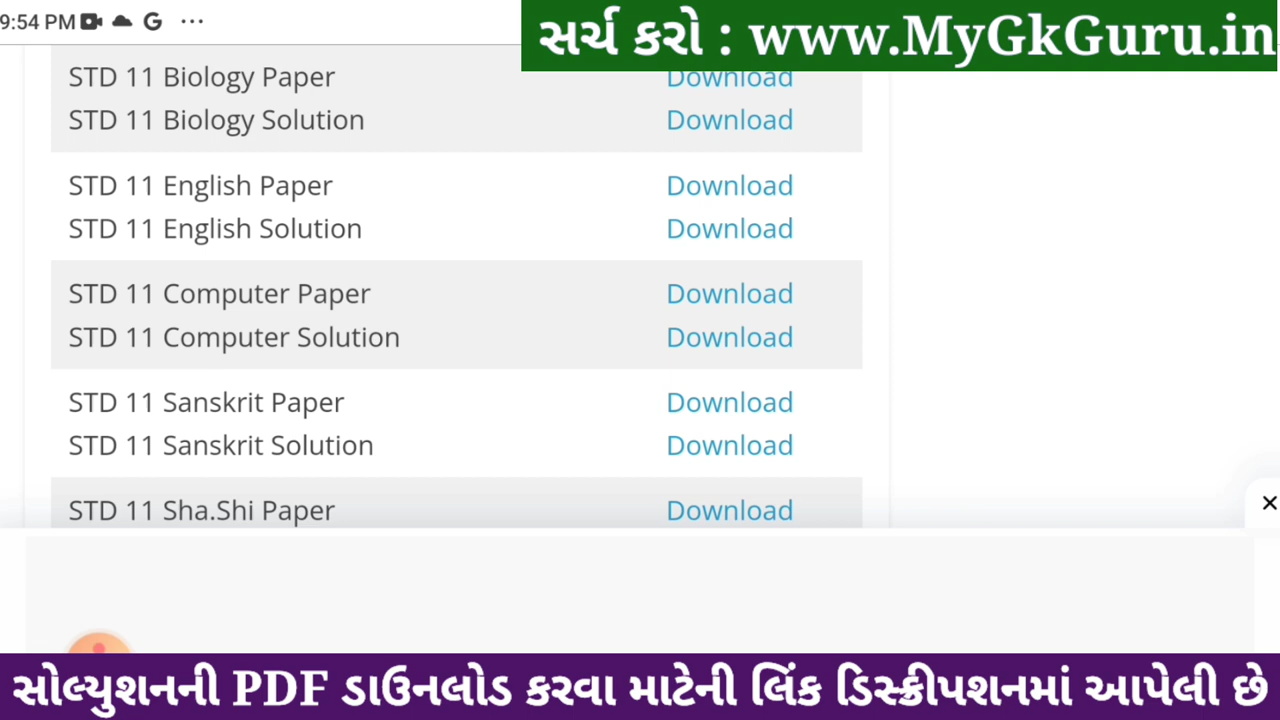 9:54 PM
સર્ચ કરો : www.MyGkGuru.in
STD 11 Biology Paper Download
STD 11 Biology Solution Download
STD 11 English Paper Download
STD 11 English Solution Download
STD 11 Computer Paper Download
STD 11 Computer Solution Download
STD 11 Sanskrit Paper Download
STD 11 Sanskrit Solution Download
STD 11 Sha.Shi Paper Download
સોલ્યુશનની PDF ડાઉનલોડ કરવા માટેની લિંક ડિસ્ક્રીપશનમાં આપેલી છે